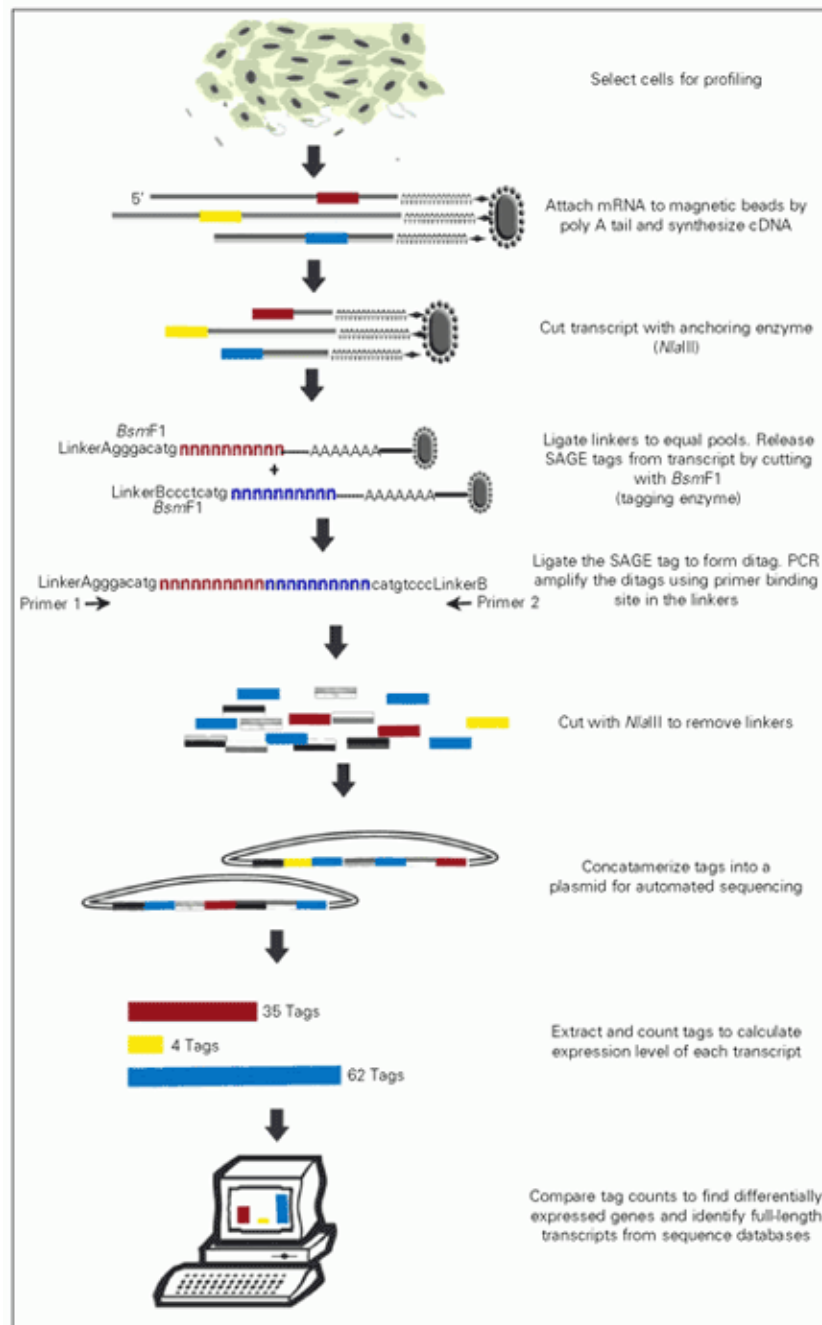 Select cells for profiling
5'
Attach mRNA to magnetic beads by
poly A tail and synthesize cDNA
Cut transcript with anchoring enzyme
(NlaIII)
BsmF1
LinkerAgggacatg nnnnnnnnnn AAAAAAA
+
LinkerBccctcatg nnnnnnnnnn AAAAAAA
BsmF1
Ligate linkers to equal pools. Release
SAGE tags from transcript by cutting
with BsmF1
(tagging enzyme)
LinkerAgggacatg nnnnnnnnnnnnnnnnnnnn catgtcccLinkerB
Primer 1
Primer 2
Ligate the SAGE tag to form ditag. PCR
amplify the ditags using primer binding
site in the linkers
Cut with NlaIII to remove linkers
Concatamerize tags into a
plasmid for automated sequencing
35 Tags
4 Tags
62 Tags
Extract and count tags to calculate
expression level of each transcript
Compare tag counts to find differentially
expressed genes and identify full-length
transcripts from sequence databases